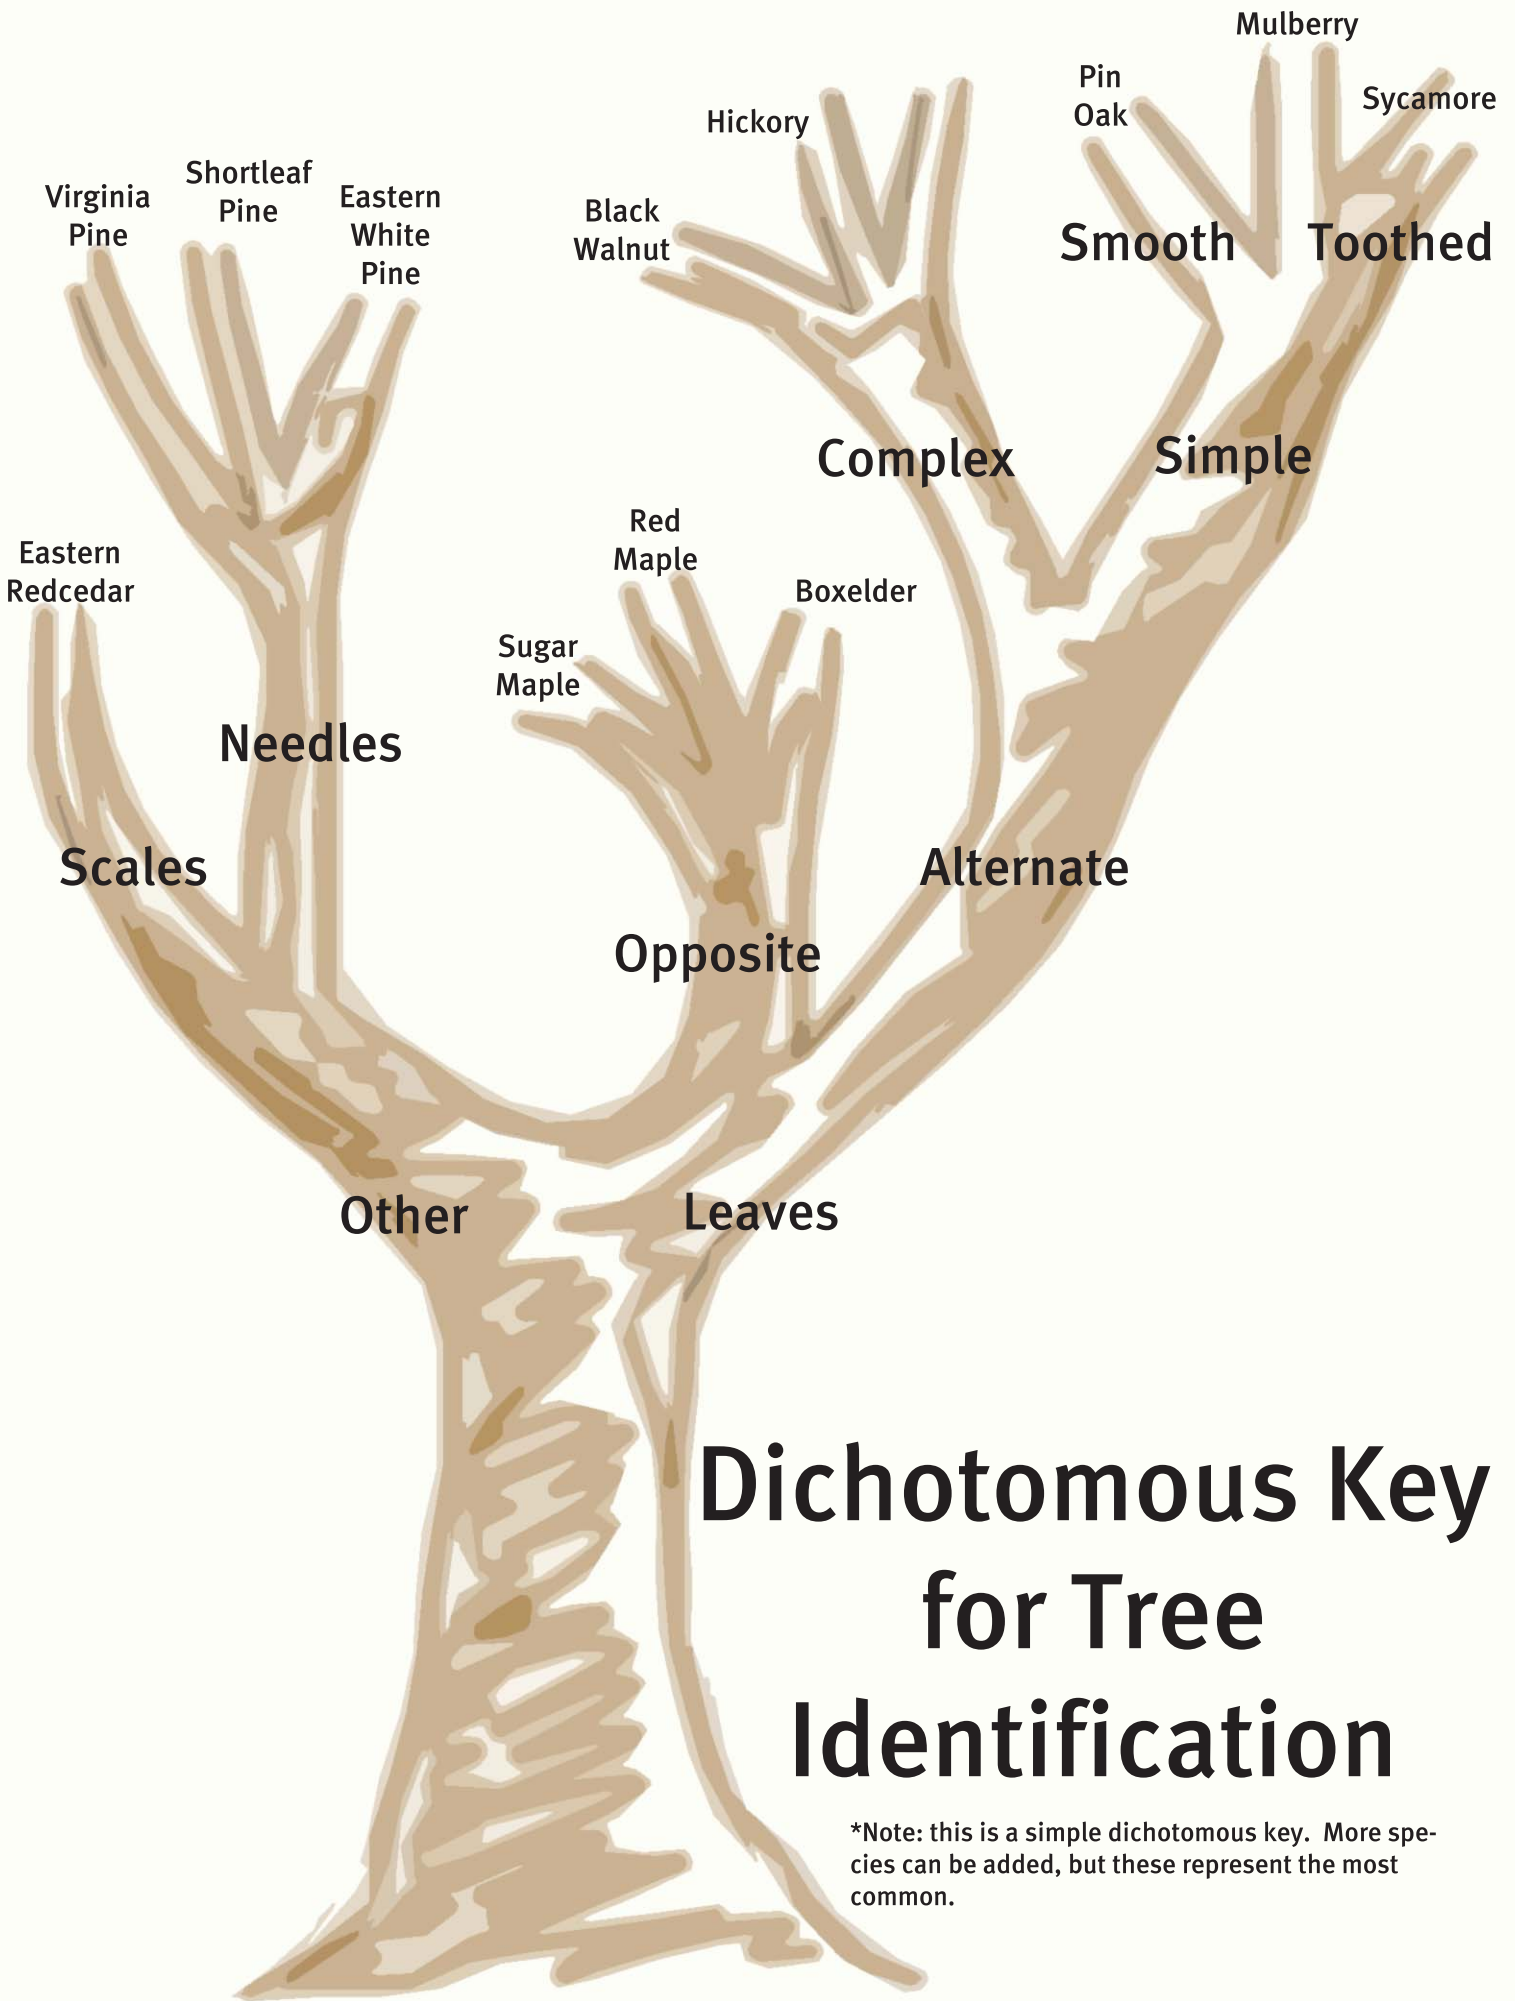 Mulberry
Pin
Oak
Sycamore
Hickory
Shortleaf
Pine
Virginia
Pine
Eastern
White
Pine
Black
Walnut
Smooth
Toothed
Complex
Simple
Red
Maple
Eastern
Redcedar
Boxelder
Sugar
Maple
Needles
Scales
Alternate
Opposite
Other
Leaves
Dichotomous Key
for Tree
Identification
*Note: this is a simple dichotomous key.  More spe-
cies can be added, but these represent the most
common.